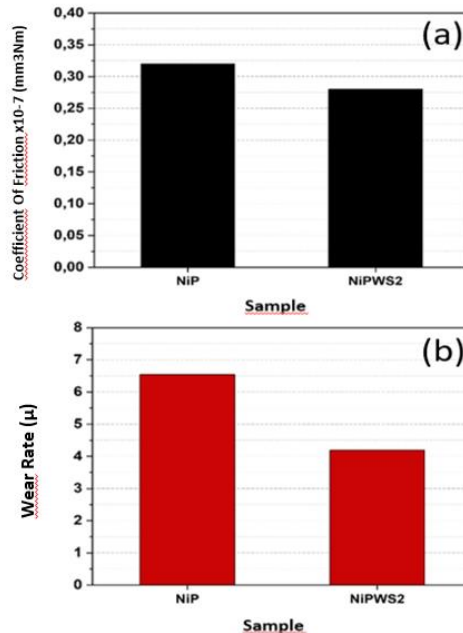 (a)
Coefficient Of Friction x10-7 (mm3Nm)
0,40
0,35
0,30
0,25
0,20
0,15
0,10
0,05
0,00
NiP NiPWS2
Sample
(b)
Wear Rate (µ)
8
7
6
5
4
3
2
1
0
NiP NiPWS2
Sample